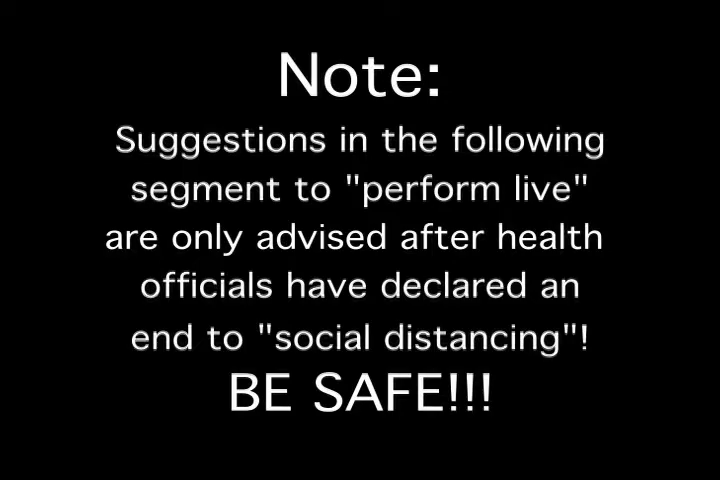 Note:
Suggestions in the following
segment to "perform live"
are only advised after health
officials have declared an
end to "social distancing"!
BE SAFE!!!